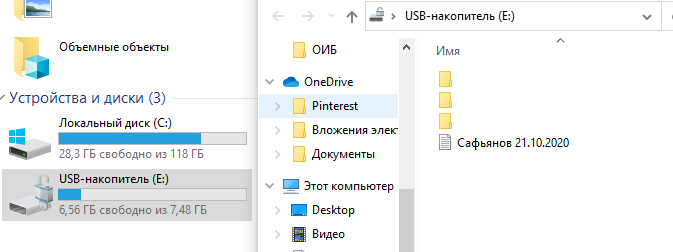 Объемные объекты
Устройства и диски (3)
Локальный диск (C:)
28,3 ГБ свободно из 118 ГБ
USB-накопитель (E:)
6,56 ГБ свободно из 7,48 ГБ
USB-накопитель (E:)
ОИБ
OneDrive
Pinterest
Вложения элект
Документы
Этот компьютер
Desktop
Видео
Имя
Сафьянов 21.10.2020